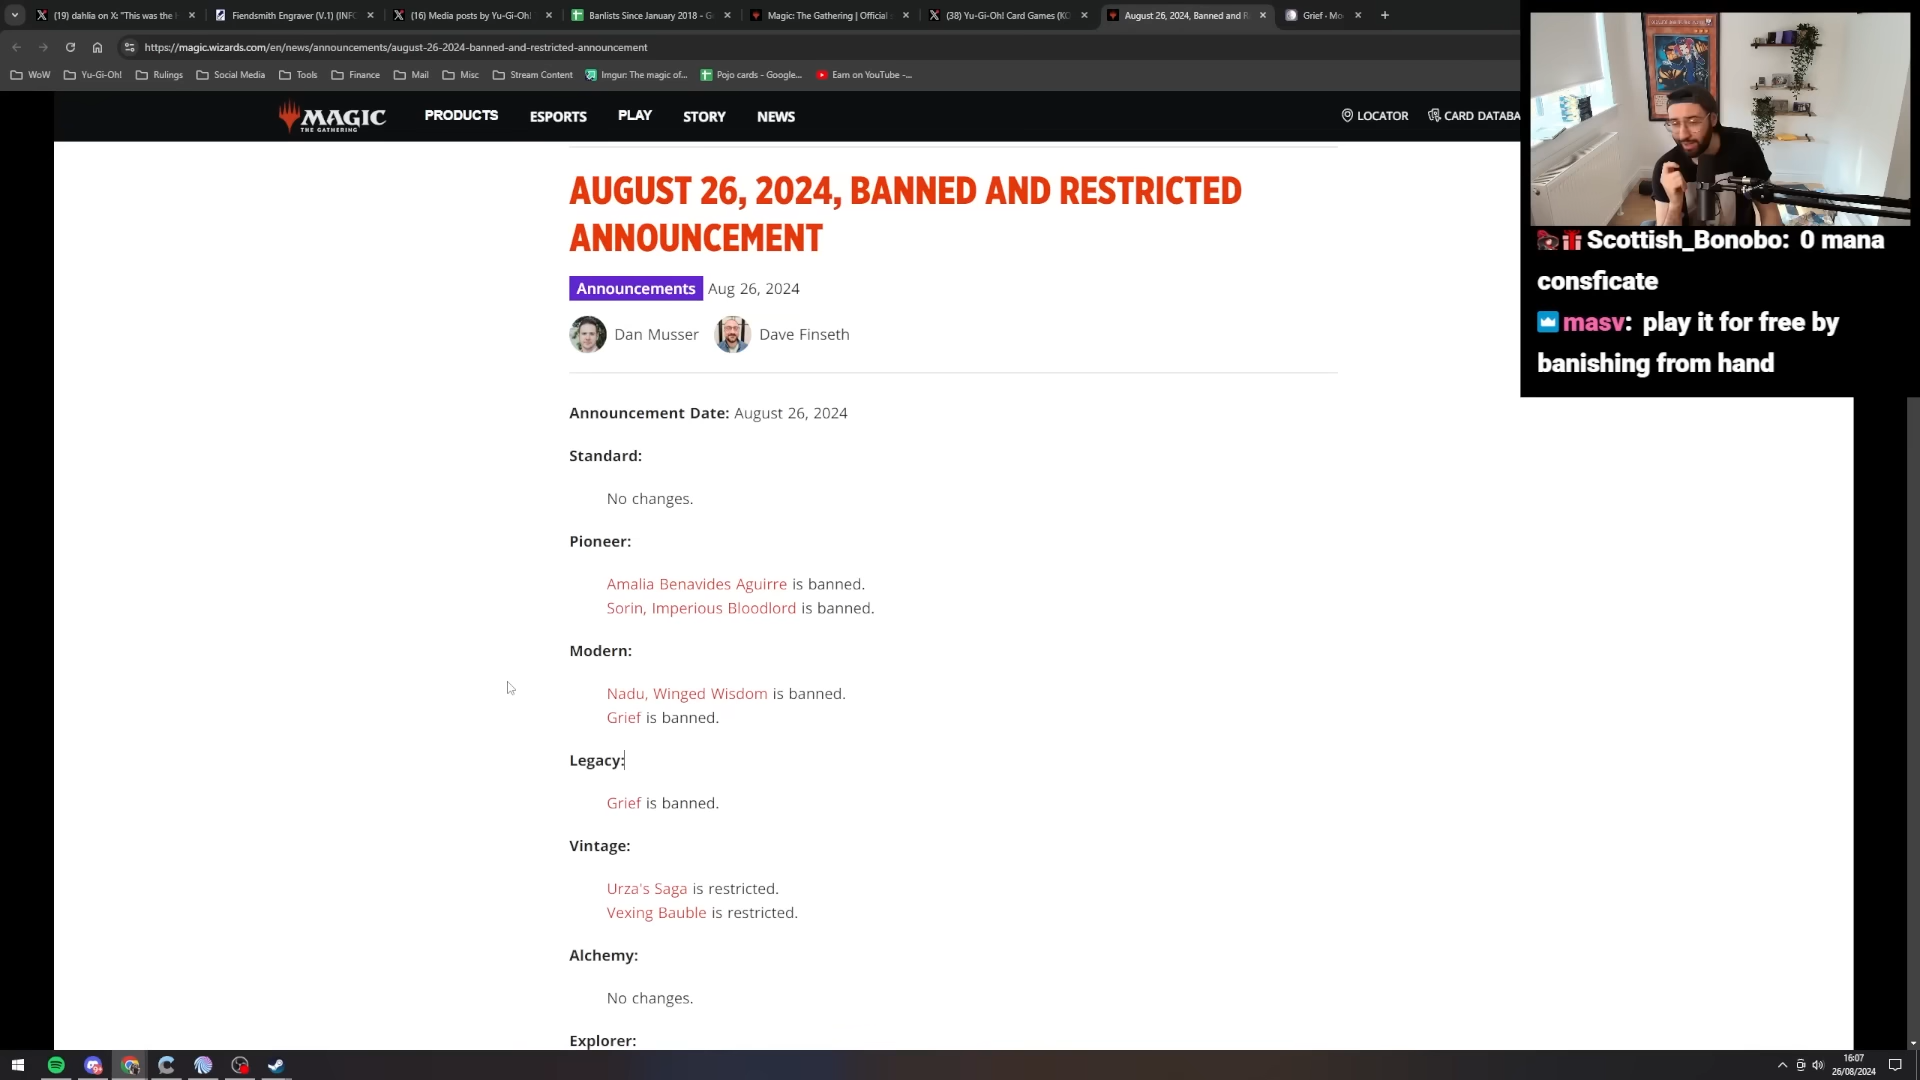 (19) dahlia on X: "This was the
Fiendsmith Engraver (V.1) (INF
(16) Media posts by Yu-Gi-Oh!
Banlists Since January 2018 - G
Magic: The Gathering | Official
(38) Yu-Gi-Oh! Card Games (KO
August 26, 2024, Banned and R
Grief · Mo
https://magic.wizards.com/en/news/announcements/august-26-2024-banned-and-restricted-announcement
WoW
Yu-Gi-Oh!
Rulings
Social Media
Tools
Finance
Mail
Misc
Stream Content
Imgur: The magic of...
Pojo cards - Google...
Earn on YouTube -...
MAGIC
THE GATHERING
PRODUCTS
ESPORTS
PLAY
STORY
NEWS
LOCATOR
CARD DATABA
AUGUST 26, 2024, BANNED AND RESTRICTED
ANNOUNCEMENT
Announcements Aug 26, 2024
Dan Musser Dave Finseth
Announcement Date: August 26, 2024
Standard:
No changes.
Pioneer:
Amalia Benavides Aguirre is banned.
Sorin, Imperious Bloodlord is banned.
Modern:
Nadu, Winged Wisdom is banned.
Grief is banned.
Legacy:
Grief is banned.
Vintage:
Urza's Saga is restricted.
Vexing Bauble is restricted.
Alchemy:
No changes.
Explorer:
Scottish_Bonobo: 0 mana
consficate
masv: play it for free by
banishing from hand
16:07
26/08/2024